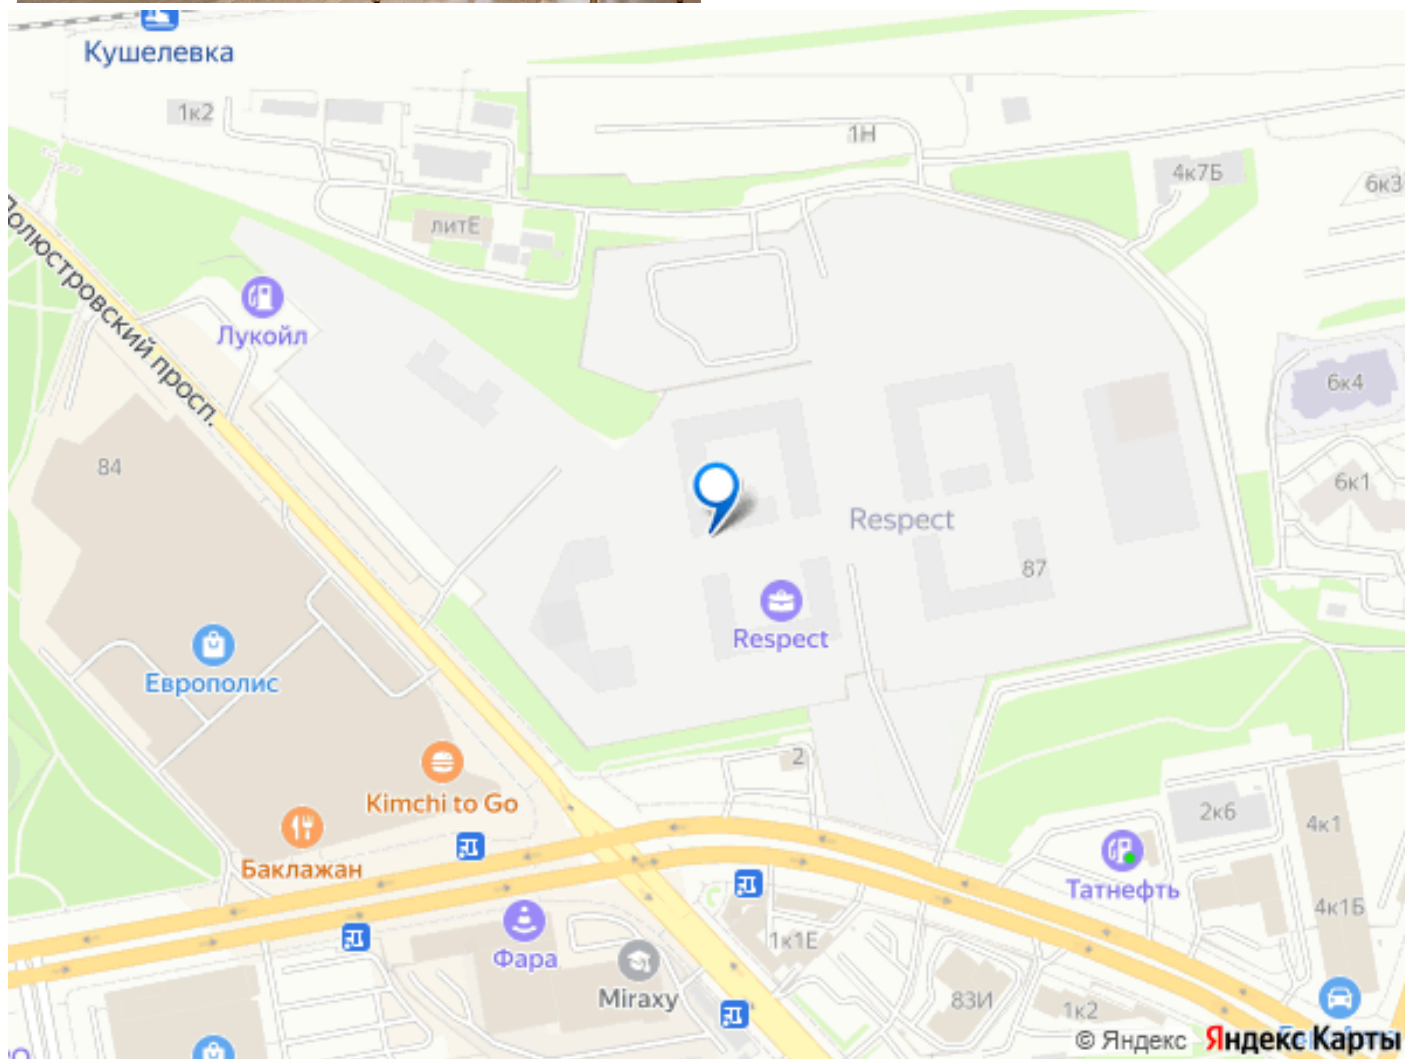 Кушелевка
1к2
1Н
4к7Б
6к3
литЕ
Полюстровский просп.
Лукойл
6к4
84
6к1
Respect
87
Respect
Европолис
2
Kimchi to Go
2к6
4к1
Баклажан
Татнефть
4к1Б
Фара
1к1Е
Miraxy
83И
1к2
© Яндекс Яндекс Карты